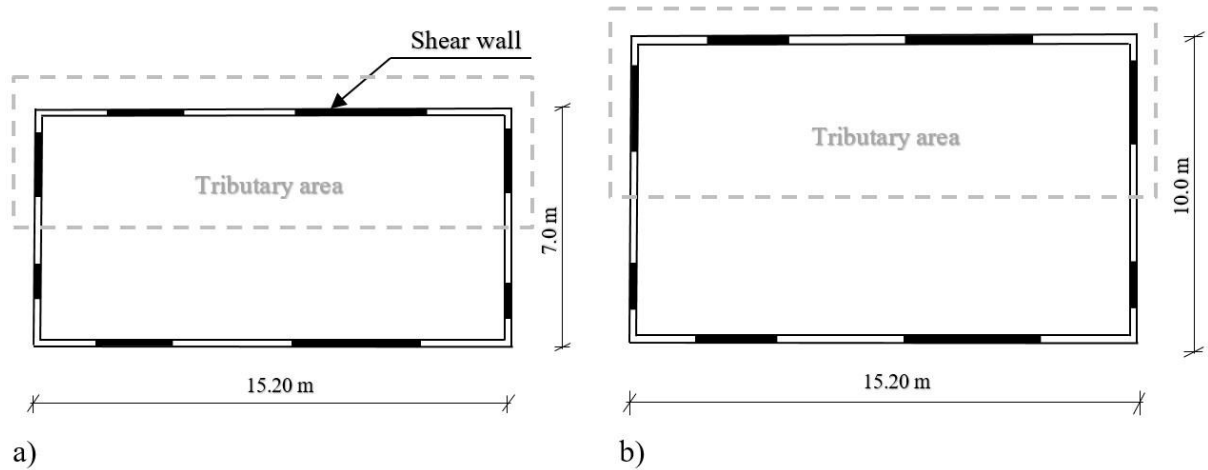 Shear wall
Tributary area
7.0 m
15.20 m
a)
Tributary area
10.0 m
15.20 m
b)